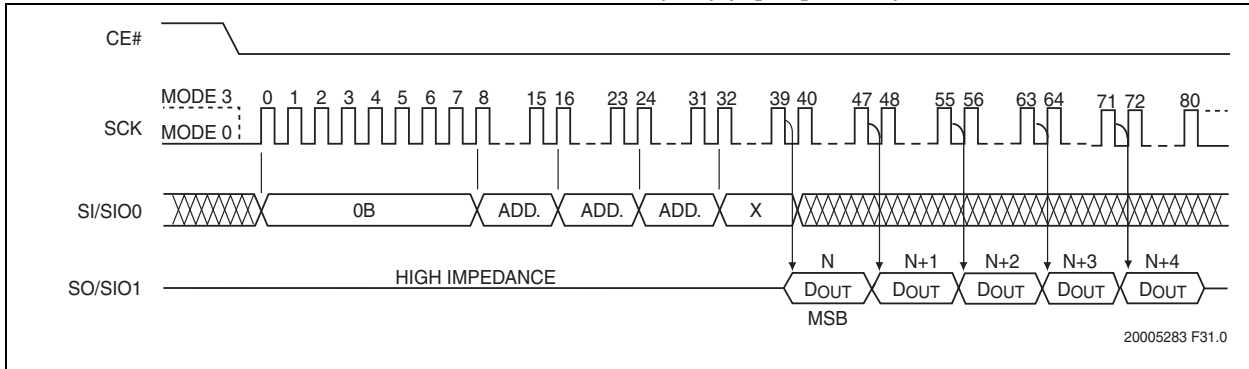 CE#
MODE 3 0 1 2 3 4 5 6 7 8 15 16 23 24 31 32 39 40 47 48 55 56 63 64 71 72 80
SCK MODE 0
SI/SIO0 0B ADD. ADD. ADD. X
N N+1 N+2 N+3 N+4
SO/SIO1 HIGH IMPEDANCE DOUT DOUT DOUT DOUT DOUT
MSB
20005283 F31.0